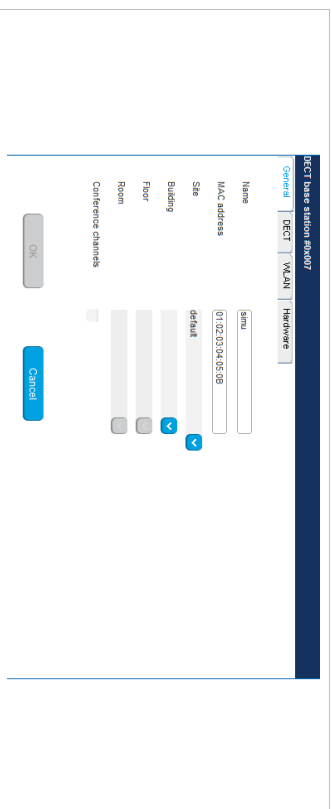 DECT base station #0x007
General DECT WLAN Hardware
Name simu
MAC address 01:02:03:04:05:0B
Site default
Building
Floor
Room
Conference channels
OK Cancel